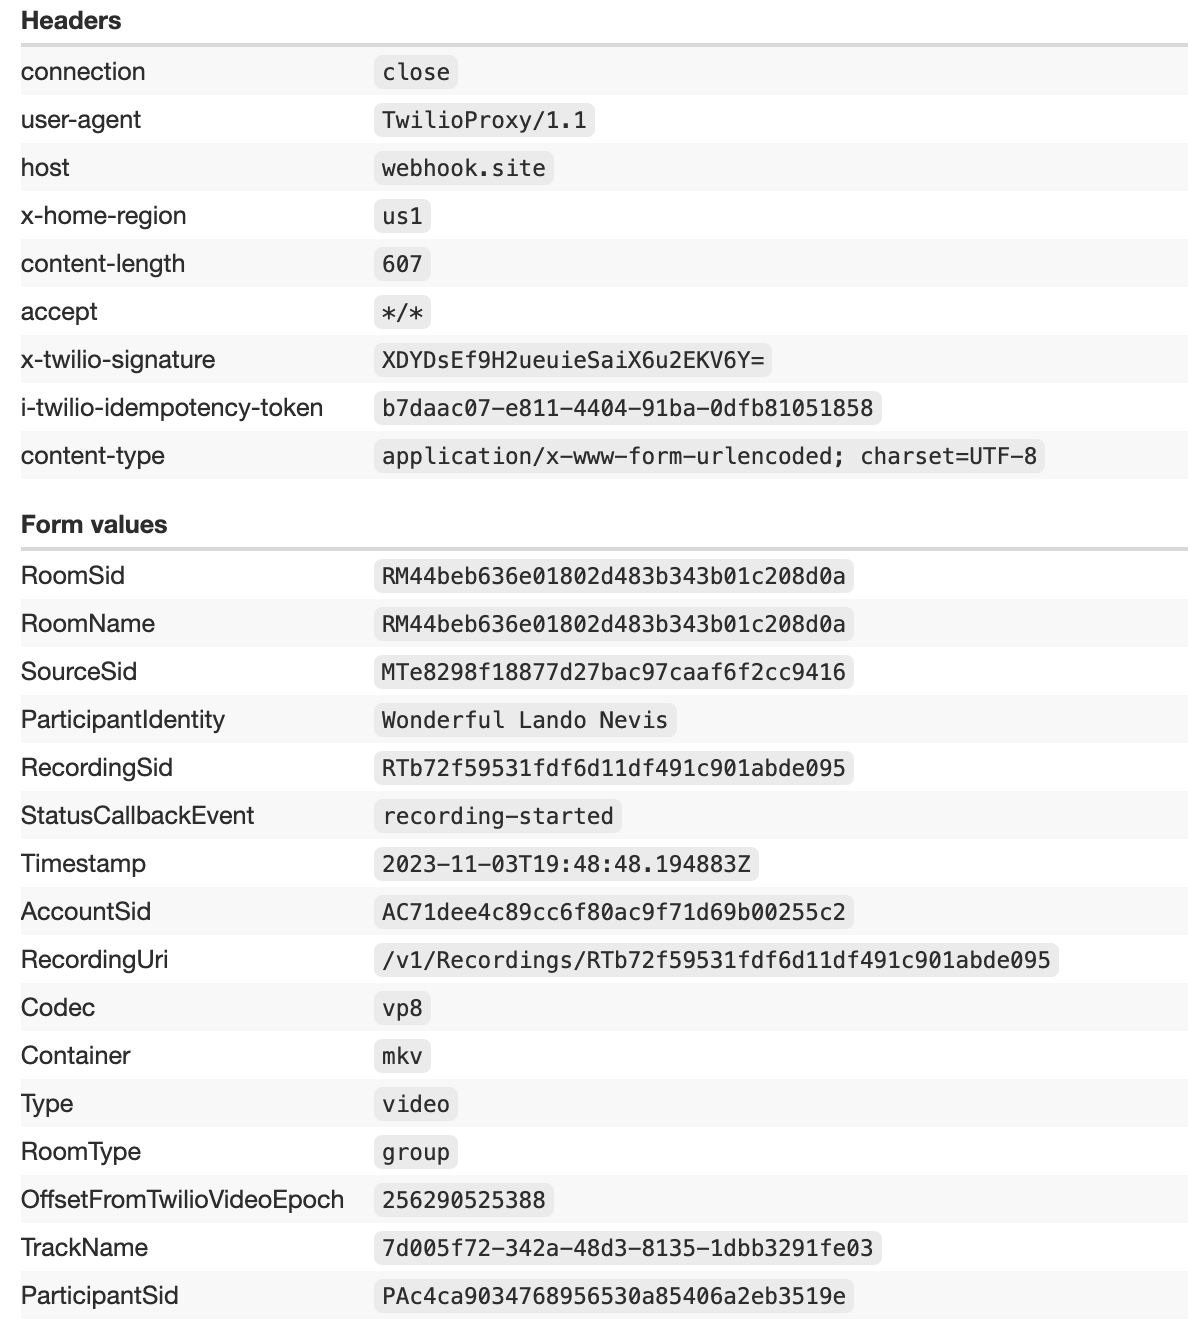 Headers
connection close
user-agent TwilioProxy/1.1
host webhook.site
x-home-region us1
content-length 607
accept */*
x-twilio-signature XDYDsEf9H2ueuieSaiX6u2EKV6Y=
i-twilio-idempotency-token b7daac07-e811-4404-91ba-0dfb81051858
content-type application/x-www-form-urlencoded; charset=UTF-8
Form values
RoomSid RM44beb636e01802d483b343b01c208d0a
RoomName RM44beb636e01802d483b343b01c208d0a
SourceSid MTe8298f18877d27bac97caaf6f2cc9416
ParticipantIdentity Wonderful Lando Nevis
RecordingSid RTb72f59531fdf6d11df491c901abde095
StatusCallbackEvent recording-started
Timestamp 2023-11-03T19:48:48.194883Z
AccountSid AC71dee4c89cc6f80ac9f71d69b00255c2
RecordingUri /v1/Recordings/RTb72f59531fdf6d11df491c901abde095
Codec vp8
Container mkv
Type video
RoomType group
OffsetFromTwilioVideoEpoch 256290525388
TrackName 7d005f72-342a-48d3-8135-1dbb3291fe03
ParticipantSid PAc4ca9034768956530a85406a2eb3519e